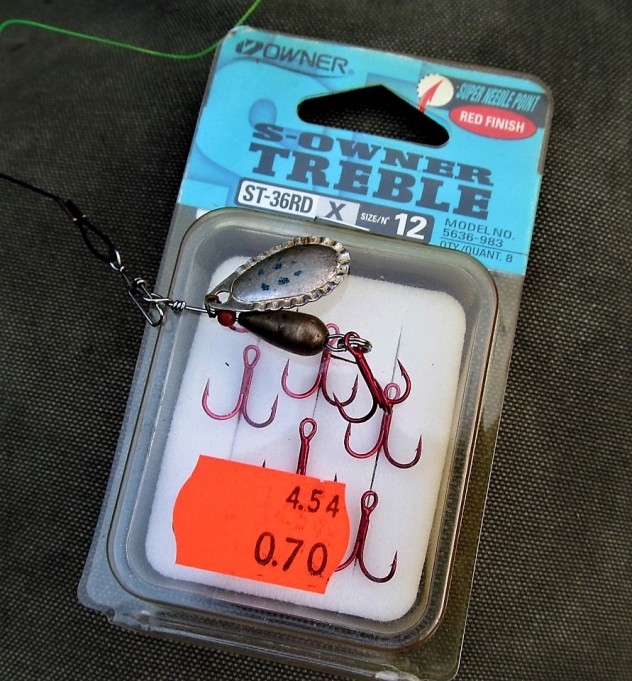 OWNER
SUPER NEEDLE POINT
RED FINISH
S-OWNER
TREBLE
ST-36RD X SIZE/N° 12
MODEL NO.
5636-983
QTY/QUANT. 8
4.54
0.70